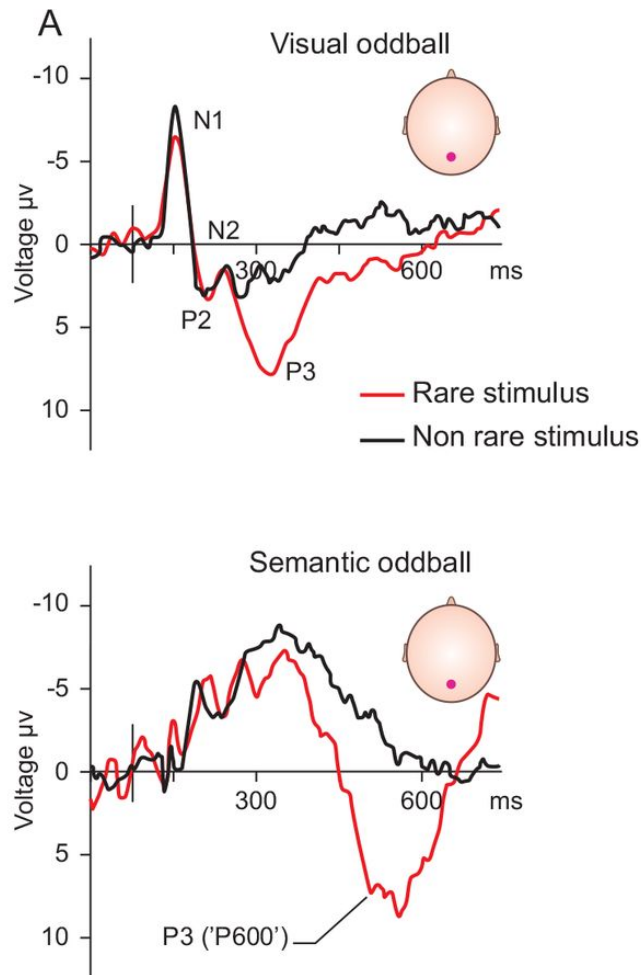 A
Visual oddball
-10
N1
-5
N2
0
300
600
ms
P2
5
P3
10
Voltage µv
Rare stimulus
Non rare stimulus
Semantic oddball
-10
-5
0
300
600
ms
5
10
Voltage µv
P3 ('P600')